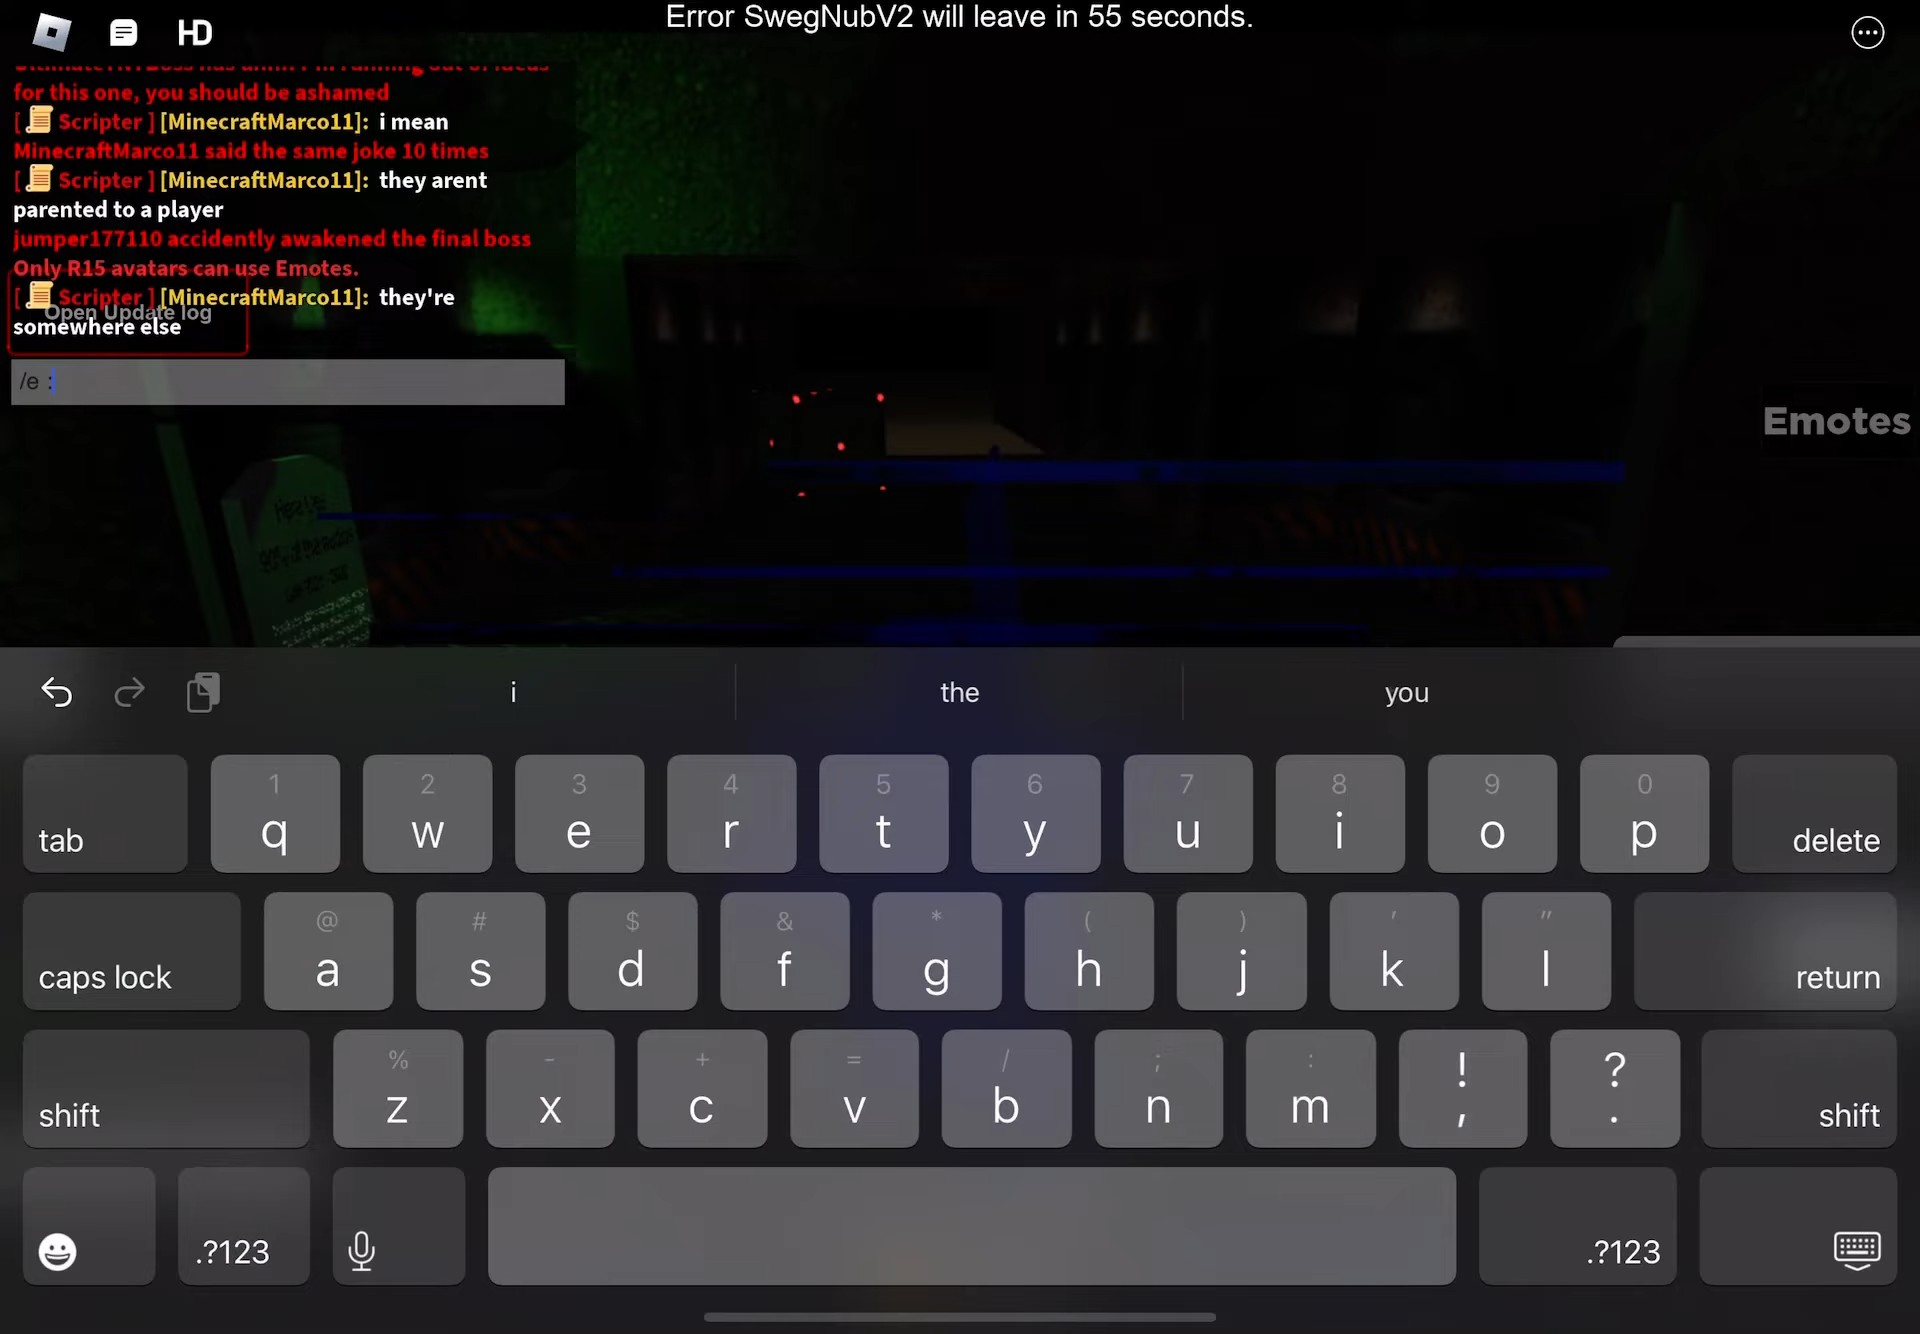 Error SwegNubV2 will leave in 55 seconds.
HD
for this one, you should be ashamed
[📜 Scripter ] [MinecraftMarco11]: i mean
MinecraftMarco11 said the same joke 10 times
[📜 Scripter ] [MinecraftMarco11]: they arent
parented to a player
jumper177110 accidently awakened the final boss
Only R15 avatars can use Emotes.
[📜 Scripter ] [MinecraftMarco11]: they're
Open Update log
somewhere else
/e :
Emotes
i the you
1 2 3 4 5 6 7 8 9 0
tab q w e r t y u i o p delete
@ # $ & * ( ) ' "
caps lock a s d f g h j k l return
% - + = / ; : ! ?
shift z x c v b n m , . shift
.?123 .?123